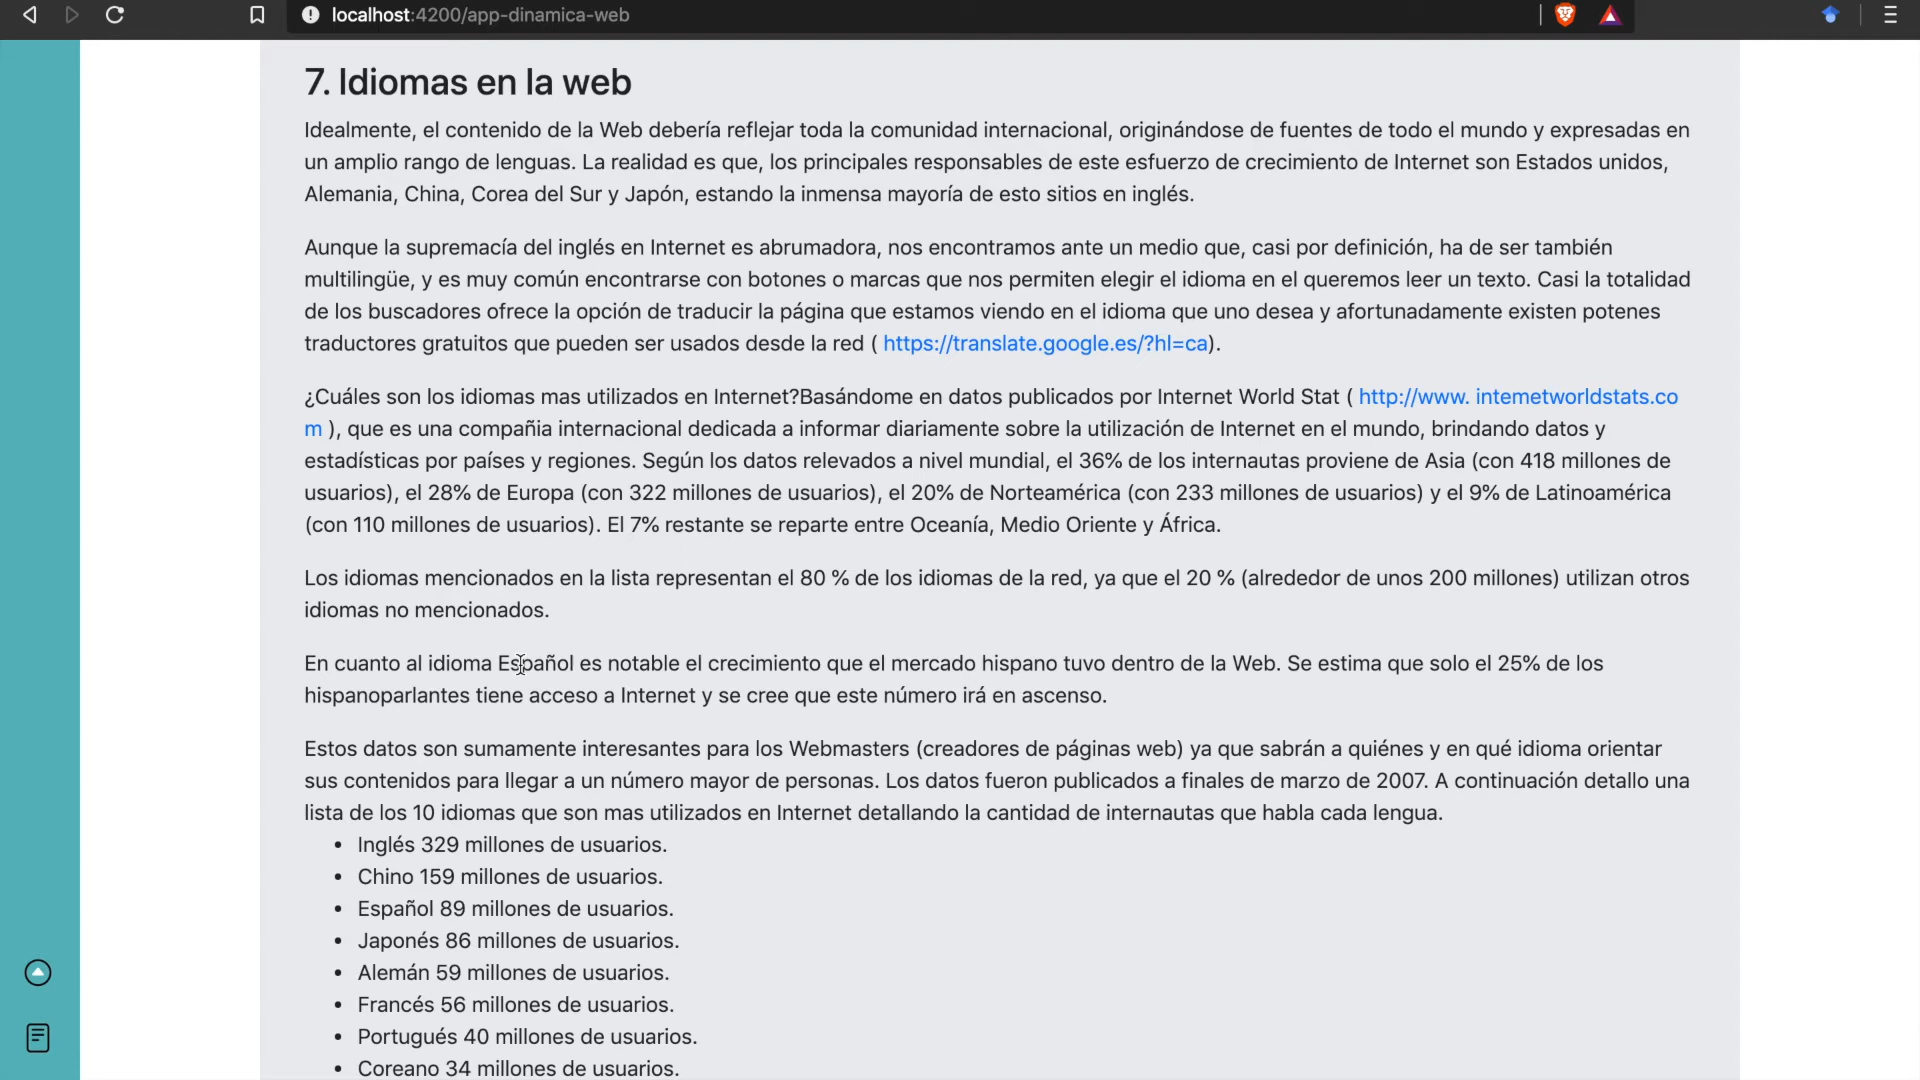 localhost:4200/app-dinamica-web
7. Idiomas en la web
Idealmente, el contenido de la Web debería reflejar toda la comunidad internacional, originándose de fuentes de todo el mundo y expresadas en
un amplio rango de lenguas. La realidad es que, los principales responsables de este esfuerzo de crecimiento de Internet son Estados unidos,
Alemania, China, Corea del Sur y Japón, estando la inmensa mayoría de esto sitios en inglés.
Aunque la supremacía del inglés en Internet es abrumadora, nos encontramos ante un medio que, casi por definición, ha de ser también
multilingüe, y es muy común encontrarse con botones o marcas que nos permiten elegir el idioma en el queremos leer un texto. Casi la totalidad
de los buscadores ofrece la opción de traducir la página que estamos viendo en el idioma que uno desea y afortunadamente existen potenes
traductores gratuitos que pueden ser usados desde la red ( https://translate.google.es/?hl=ca).
¿Cuáles son los idiomas mas utilizados en Internet?Basándome en datos publicados por Internet World Stat ( http://www. intemetworldstats.co
m ), que es una compañia internacional dedicada a informar diariamente sobre la utilización de Internet en el mundo, brindando datos y
estadísticas por países y regiones. Según los datos relevados a nivel mundial, el 36% de los internautas proviene de Asia (con 418 millones de
usuarios), el 28% de Europa (con 322 millones de usuarios), el 20% de Norteamérica (con 233 millones de usuarios) y el 9% de Latinoamérica
(con 110 millones de usuarios). El 7% restante se reparte entre Oceanía, Medio Oriente y África.
Los idiomas mencionados en la lista representan el 80 % de los idiomas de la red, ya que el 20 % (alrededor de unos 200 millones) utilizan otros
idiomas no mencionados.
En cuanto al idioma Español es notable el crecimiento que el mercado hispano tuvo dentro de la Web. Se estima que solo el 25% de los
hispanoparlantes tiene acceso a Internet y se cree que este número irá en ascenso.
Estos datos son sumamente interesantes para los Webmasters (creadores de páginas web) ya que sabrán a quiénes y en qué idioma orientar
sus contenidos para llegar a un número mayor de personas. Los datos fueron publicados a finales de marzo de 2007. A continuación detallo una
lista de los 10 idiomas que son mas utilizados en Internet detallando la cantidad de internautas que habla cada lengua.
• Inglés 329 millones de usuarios.
• Chino 159 millones de usuarios.
• Español 89 millones de usuarios.
• Japonés 86 millones de usuarios.
• Alemán 59 millones de usuarios.
• Francés 56 millones de usuarios.
• Portugués 40 millones de usuarios.
• Coreano 34 millones de usuarios.